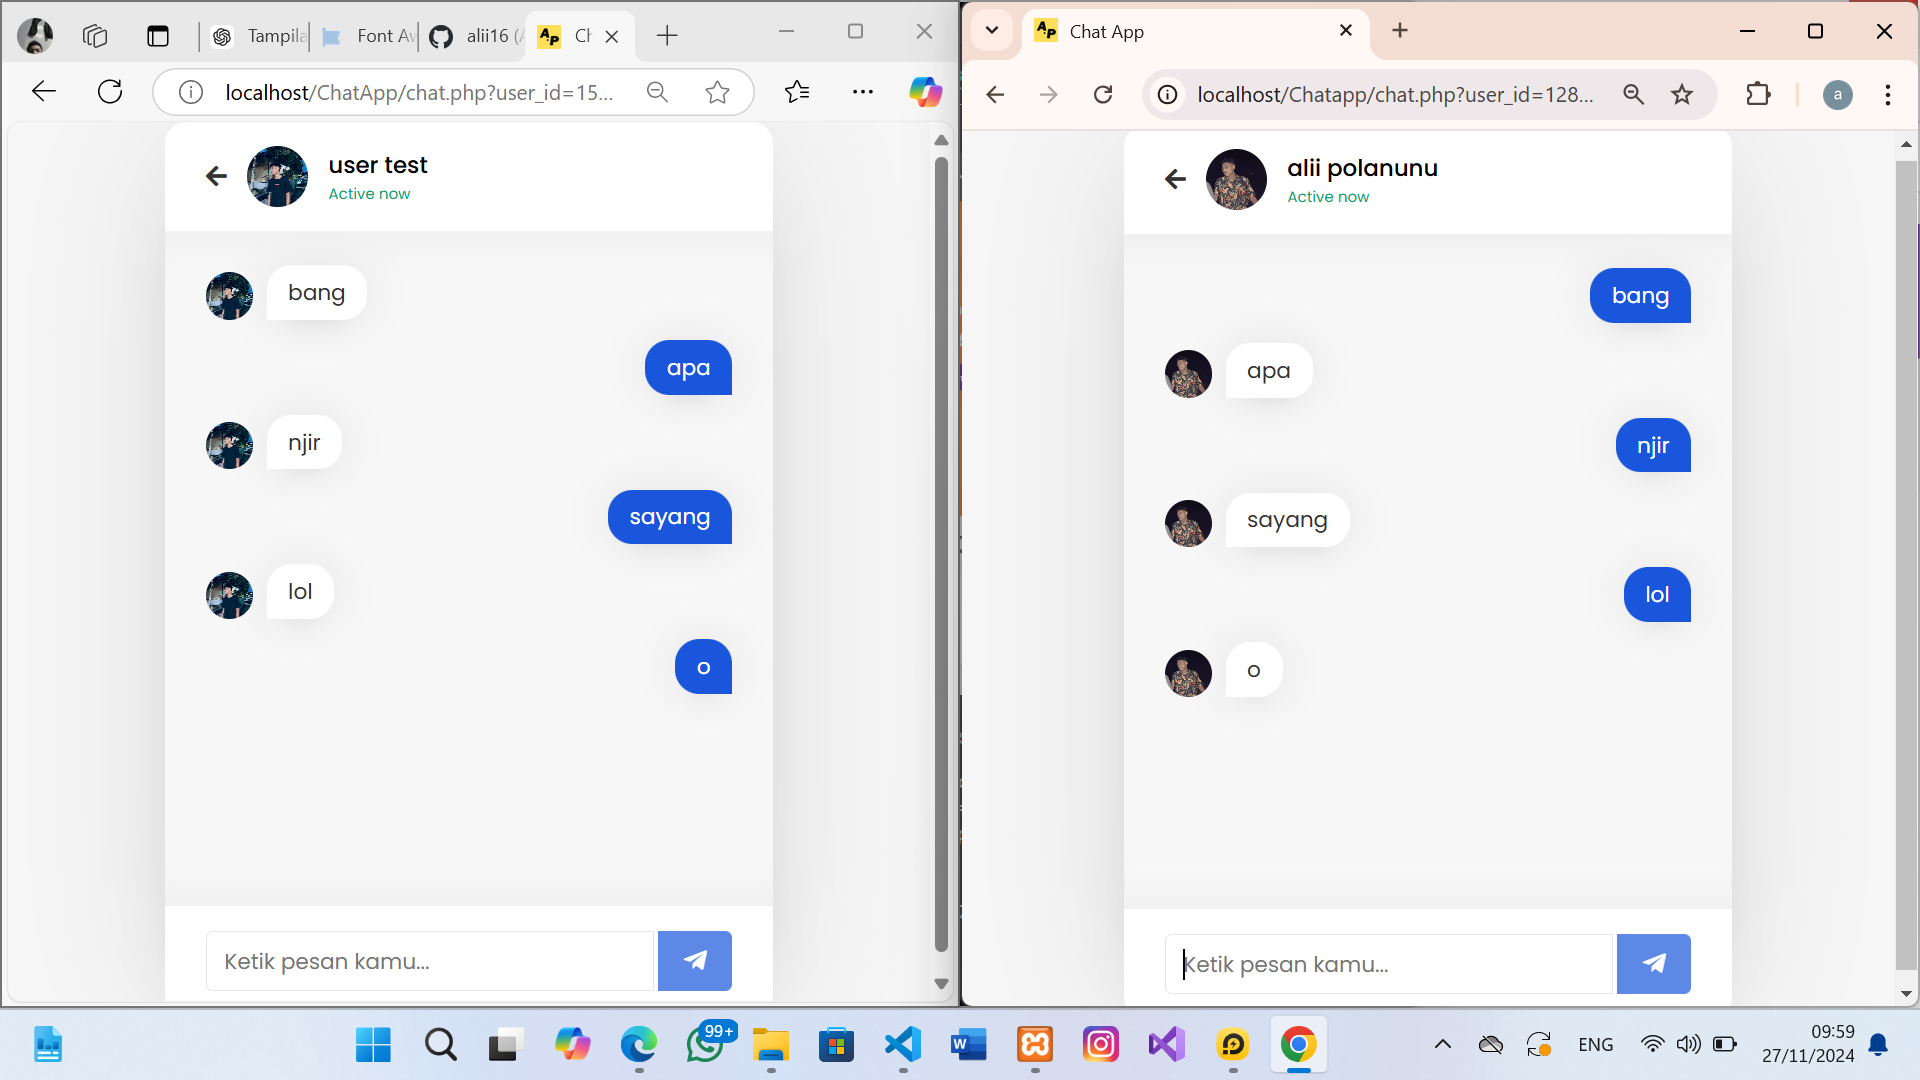 Tampila
Font Aw
alii16 (A
Ch
localhost/ChatApp/chat.php?user_id=15...
user test
Active now
bang
apa
njir
sayang
lol
o
Ketik pesan kamu...
Chat App
localhost/Chatapp/chat.php?user_id=128...
a
alii polanunu
Active now
bang
apa
njir
sayang
lol
o
Ketik pesan kamu...
99+
ENG
09:59
27/11/2024